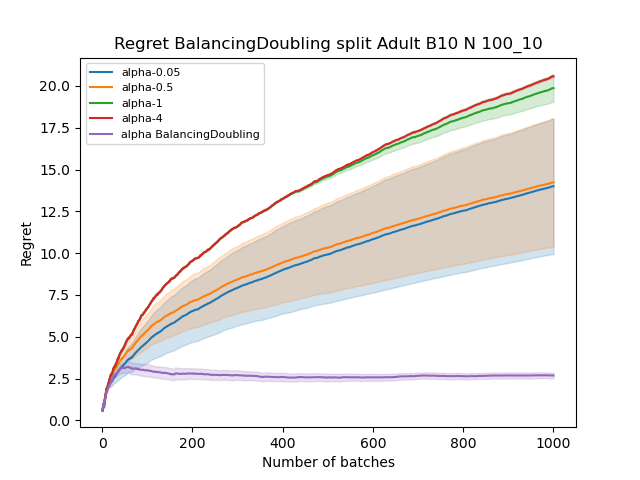 Regret BalancingDoubling split Adult B10 N 100_10
alpha-0.05
alpha-0.5
alpha-1
alpha-4
alpha BalancingDoubling
Regret
20.0
17.5
15.0
12.5
10.0
7.5
5.0
2.5
0.0
0 200 400 600 800 1000
Number of batches